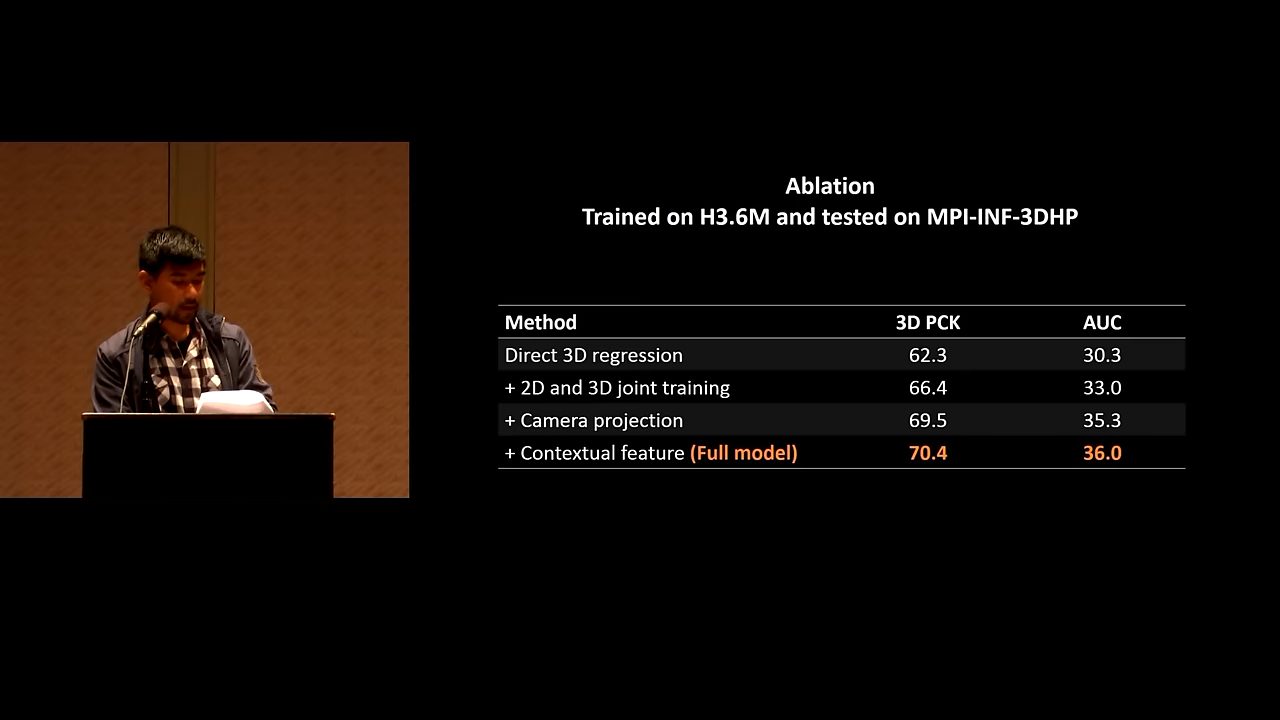 Ablation
Trained on H3.6M and tested on MPI-INF-3DHP
Method 3D PCK AUC
Direct 3D regression 62.3 30.3
+ 2D and 3D joint training 66.4 33.0
+ Camera projection 69.5 35.3
+ Contextual feature (Full model) 70.4 36.0